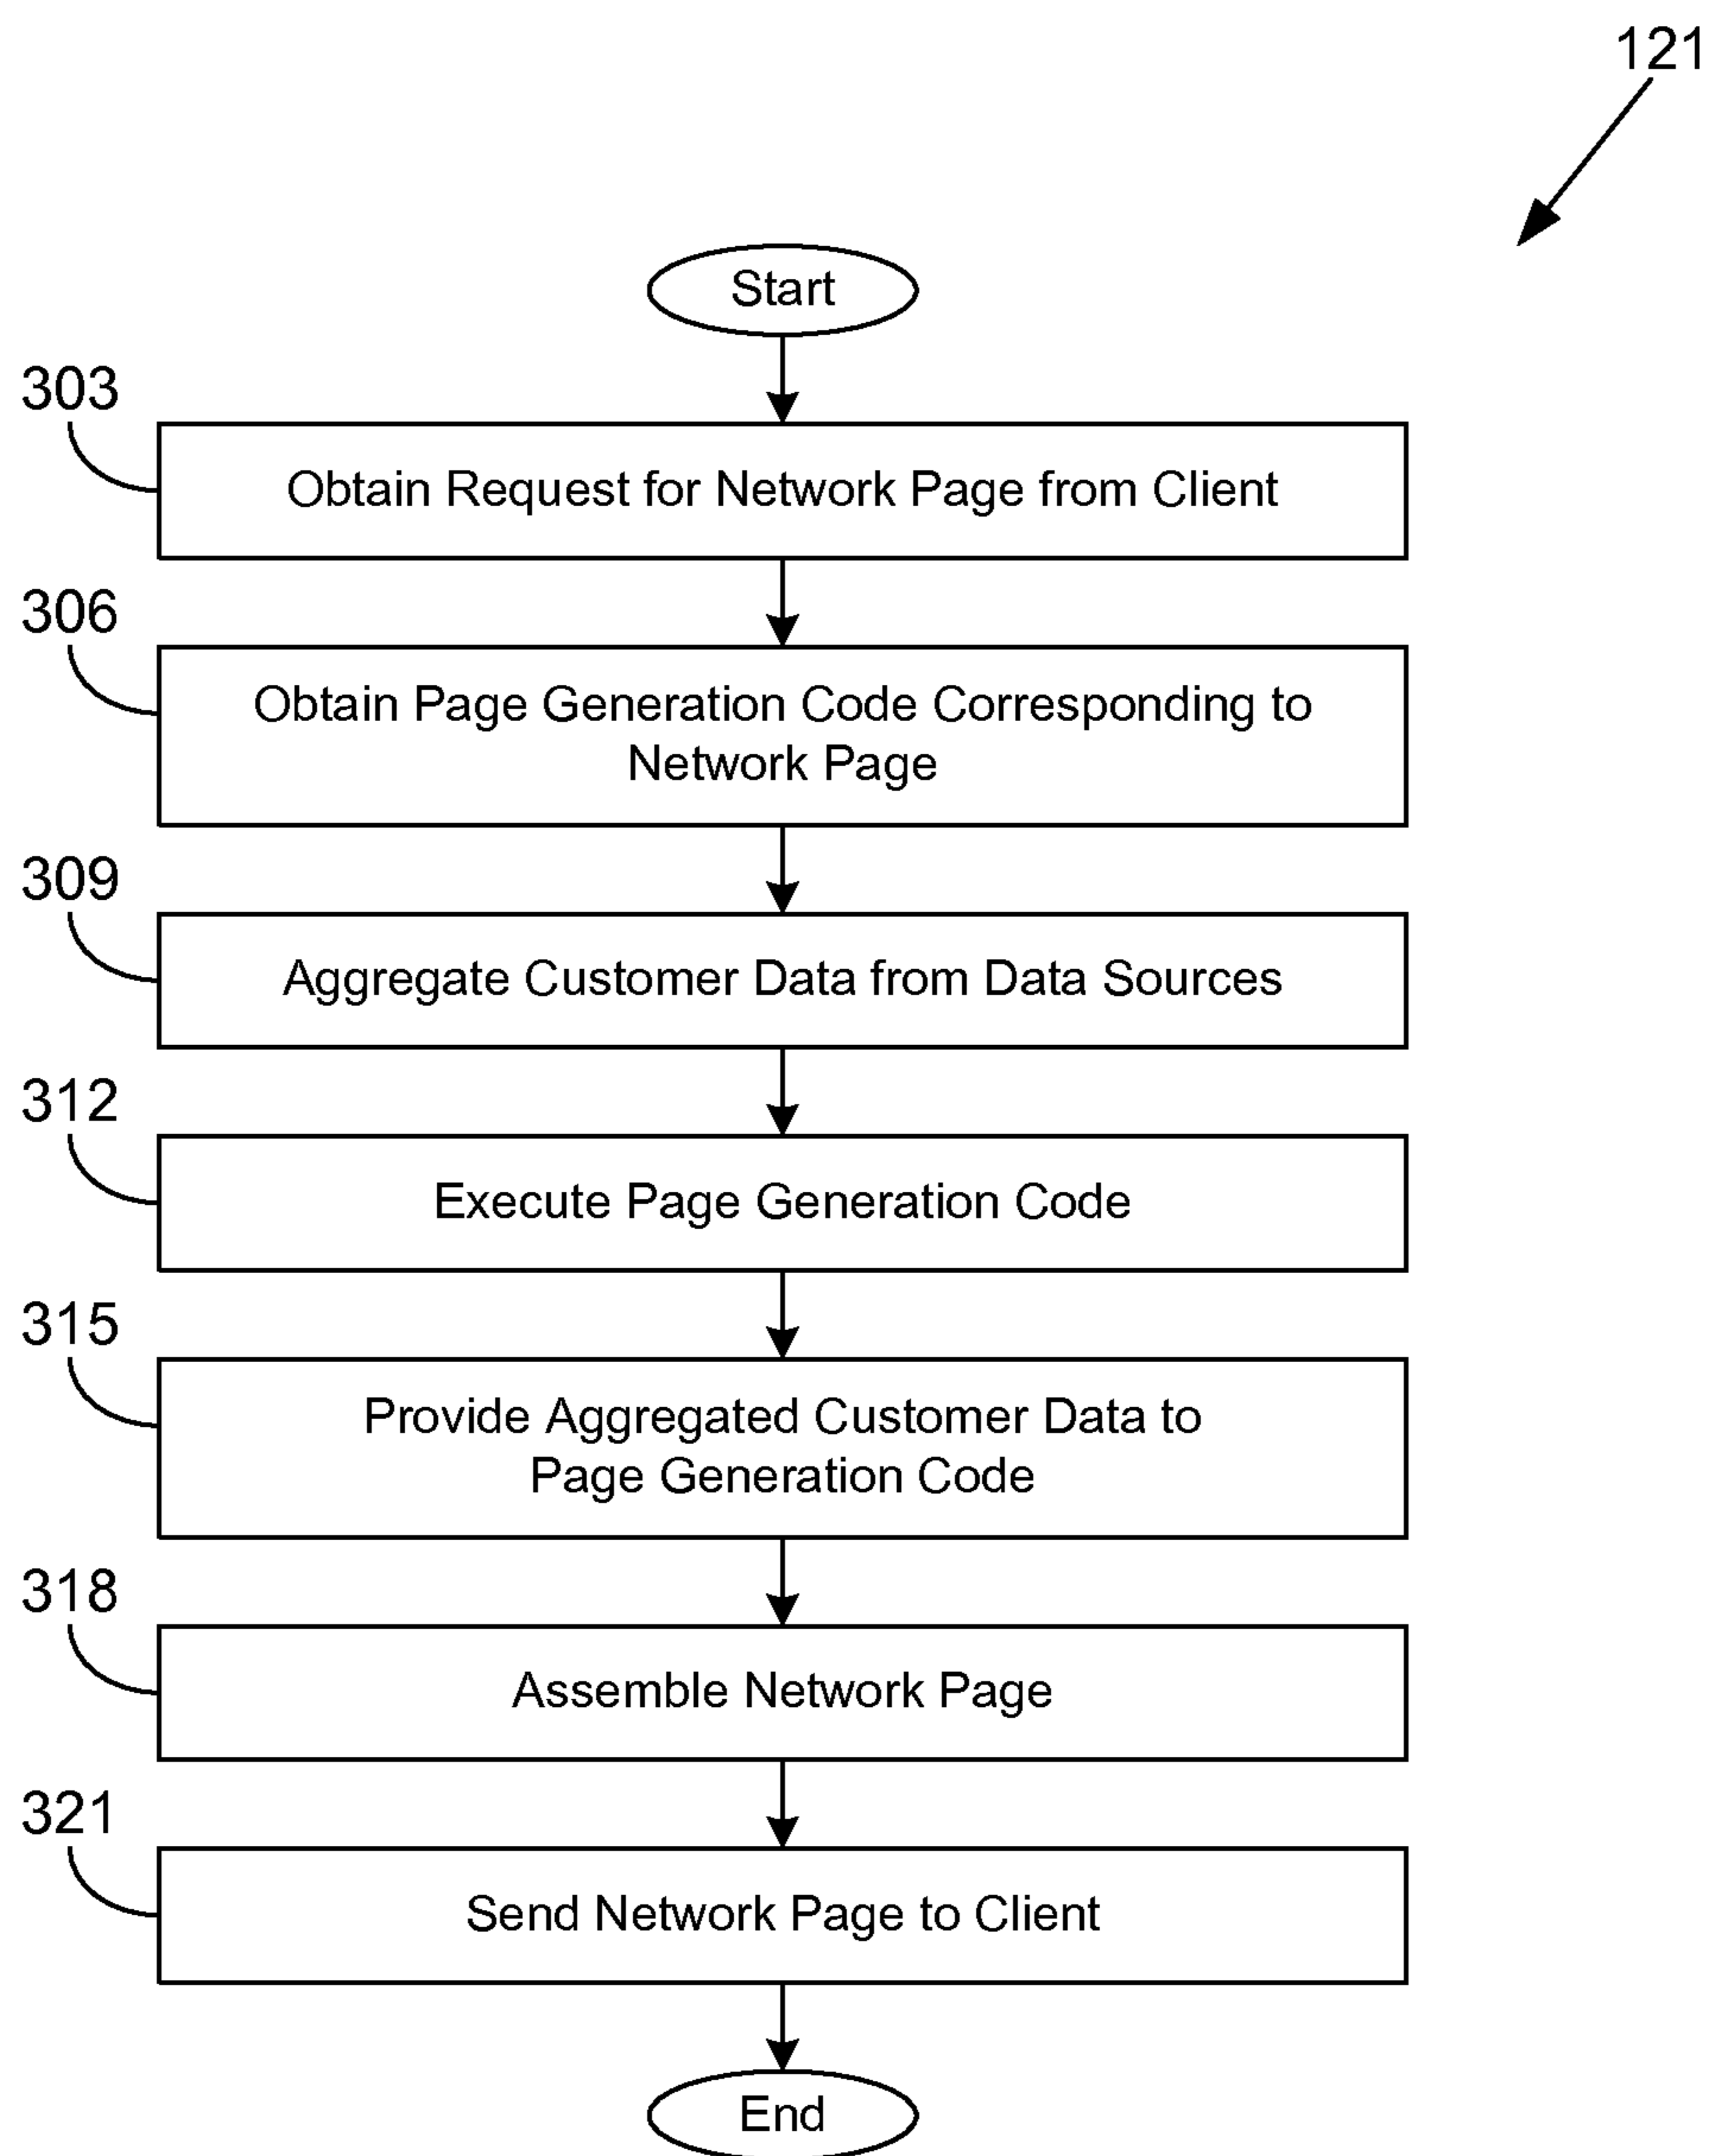 121
Start
303
Obtain Request for Network Page from Client
306
Obtain Page Generation Code Corresponding to
Network Page
309
Aggregate Customer Data from Data Sources
312
Execute Page Generation Code
315
Provide Aggregated Customer Data to
Page Generation Code
318
Assemble Network Page
321
Send Network Page to Client
End